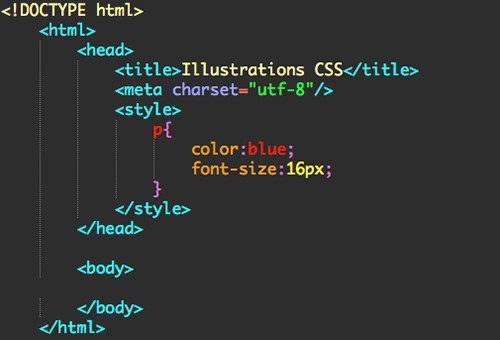 <!DOCTYPE html>
<html>
<head>
<title>Illustrations CSS</title>
<meta charset="utf-8"/>
<style>
p{
color:blue;
font-size:16px;
}
</style>
</head>
<body>
</body>
</html>